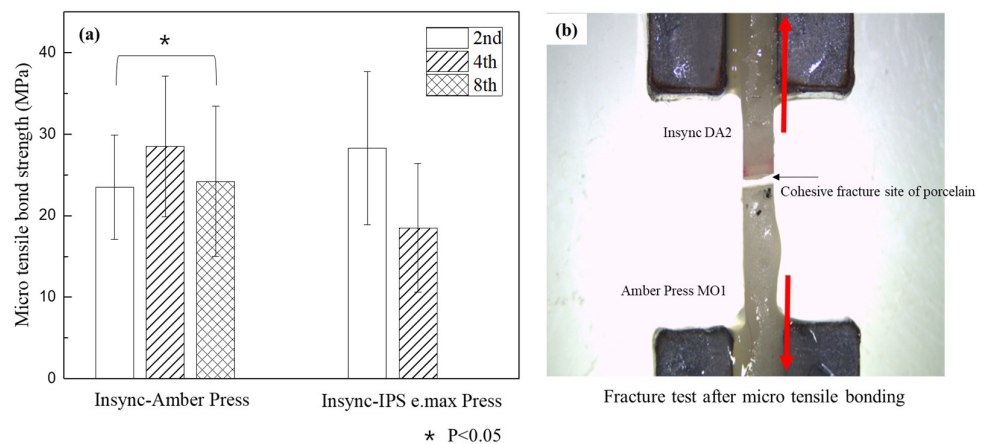 (a)
*
2nd
4th
8th
Micro tensile bond strength (MPa)
40
30
20
10
0
Insync-Amber Press
Insync-IPS e.max Press
* P<0.05
(b)
Insync DA2
Cohesive fracture site of porcelain
Amber Press MO1
Fracture test after micro tensile bonding